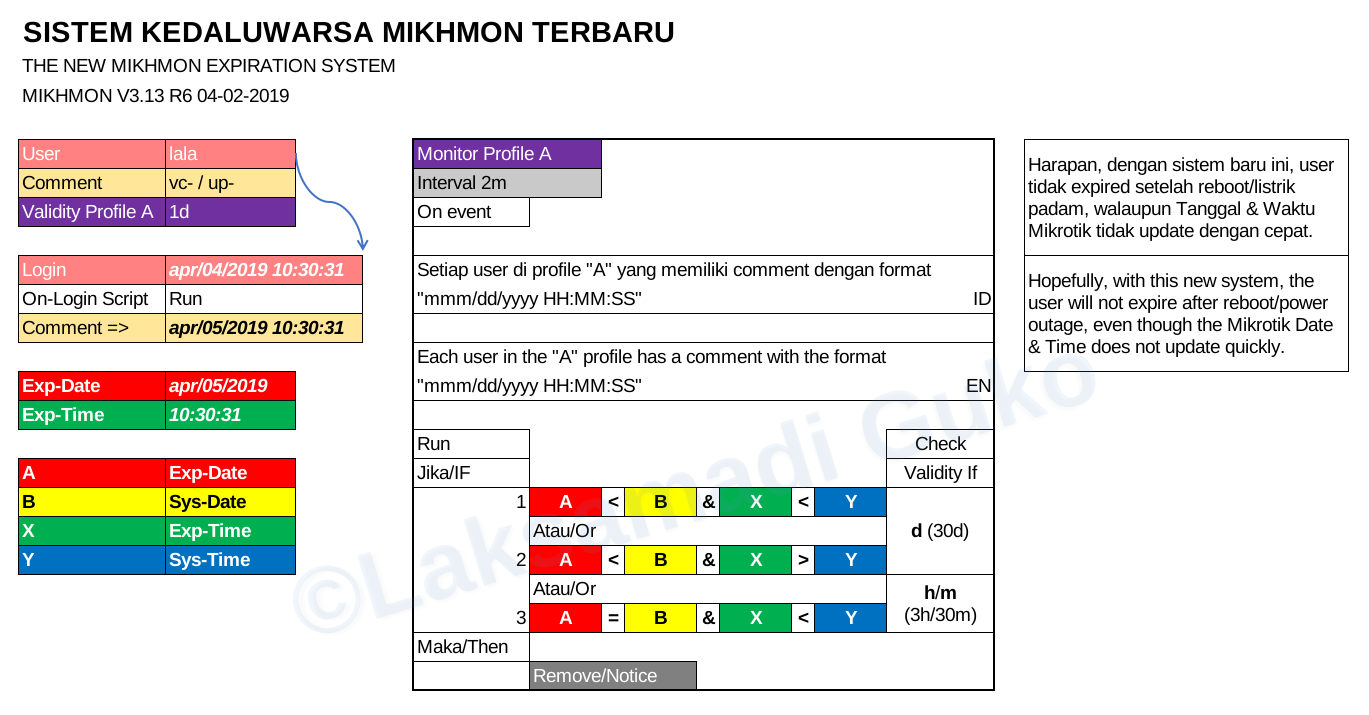 SISTEM KEDALUWARSA MIKHMON TERBARU
THE NEW MIKHMON EXPIRATION SYSTEM
MIKHMON V3.13 R6 04-02-2019
User lala
Comment vc- / up-
Validity Profile A 1d
Login apr/04/2019 10:30:31
On-Login Script Run
Comment => apr/05/2019 10:30:31
Exp-Date apr/05/2019
Exp-Time 10:30:31
A Exp-Date
B Sys-Date
X Exp-Time
Y Sys-Time
Monitor Profile A
Interval 2m
On event
Setiap user di profile "A" yang memiliki comment dengan format
"mmm/dd/yyyy HH:MM:SS" ID
Each user in the "A" profile has a comment with the format
"mmm/dd/yyyy HH:MM:SS" EN
Run Check
Jika/IF Validity If
1 A < B & X < Y
Atau/Or d (30d)
2 A < B & X > Y
Atau/Or h/m
(3h/30m)
3 A = B & X < Y
Maka/Then
Remove/Notice
Harapan, dengan sistem baru ini, user
tidak expired setelah reboot/listrik
padam, walaupun Tanggal & Waktu
Mikrotik tidak update dengan cepat.
Hopefully, with this new system, the
user will not expire after reboot/power
outage, even though the Mikrotik Date
& Time does not update quickly.
©Laksamadi Guko